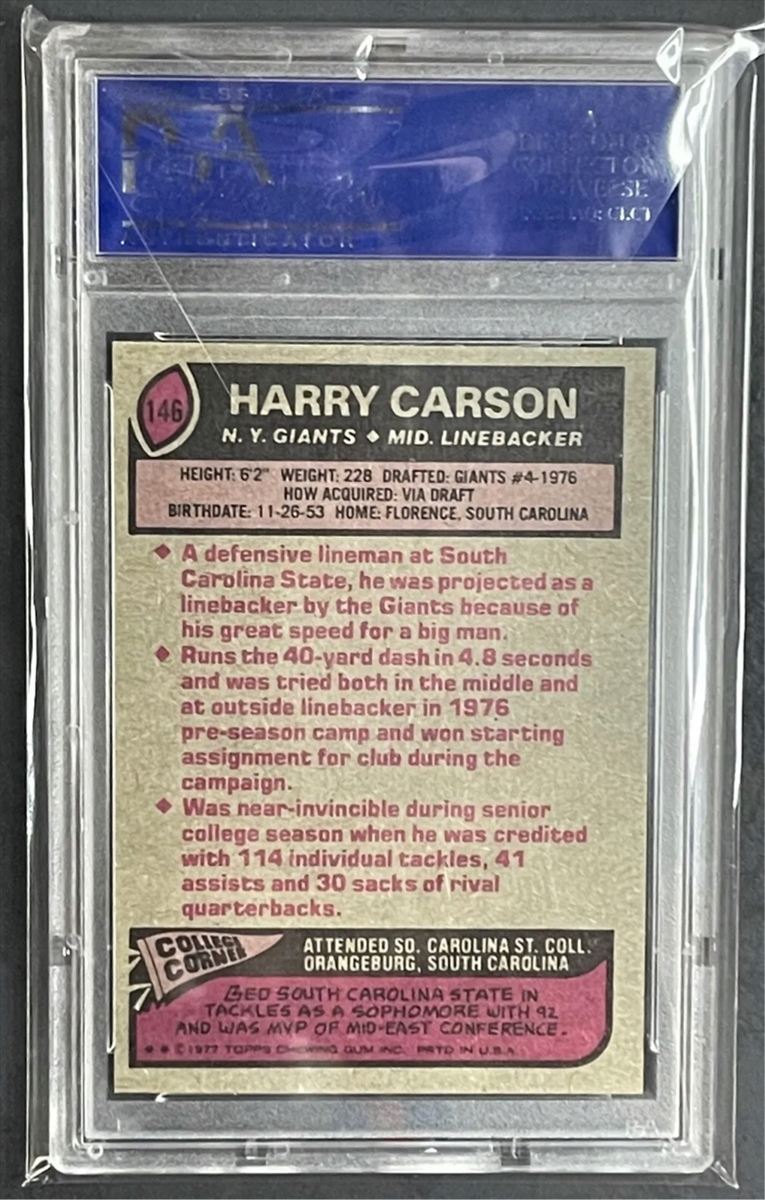 PSA
COLLECTORS
UNIVERSE
AUTHENTICATOR
146
HARRY CARSON
N. Y. GIANTS ◆ MID. LINEBACKER
HEIGHT: 6'2" WEIGHT: 228 DRAFTED: GIANTS #4-1976
HOW ACQUIRED: VIA DRAFT
BIRTHDATE: 11-26-53 HOME: FLORENCE, SOUTH CAROLINA
◆ A defensive lineman at South
Carolina State, he was projected as a
linebacker by the Giants because of
his great speed for a big man.
◆ Runs the 40-yard dash in 4.8 seconds
and was tried both in the middle and
at outside linebacker in 1976
pre-season camp and won starting
assignment for club during the
campaign.
◆ Was near-invincible during senior
college season when he was credited
with 114 individual tackles, 41
assists and 30 sacks of rival
quarterbacks.
COLLEGE
CORNER
ATTENDED SO. CAROLINA ST. COLL.
ORANGEBURG, SOUTH CAROLINA
LED SOUTH CAROLINA STATE IN
TACKLES AS A SOPHOMORE WITH 92
AND WAS MVP OF MID-EAST CONFERENCE.
* * © 1977 TOPPS CHEWING GUM INC. PRTD IN U.S.A.